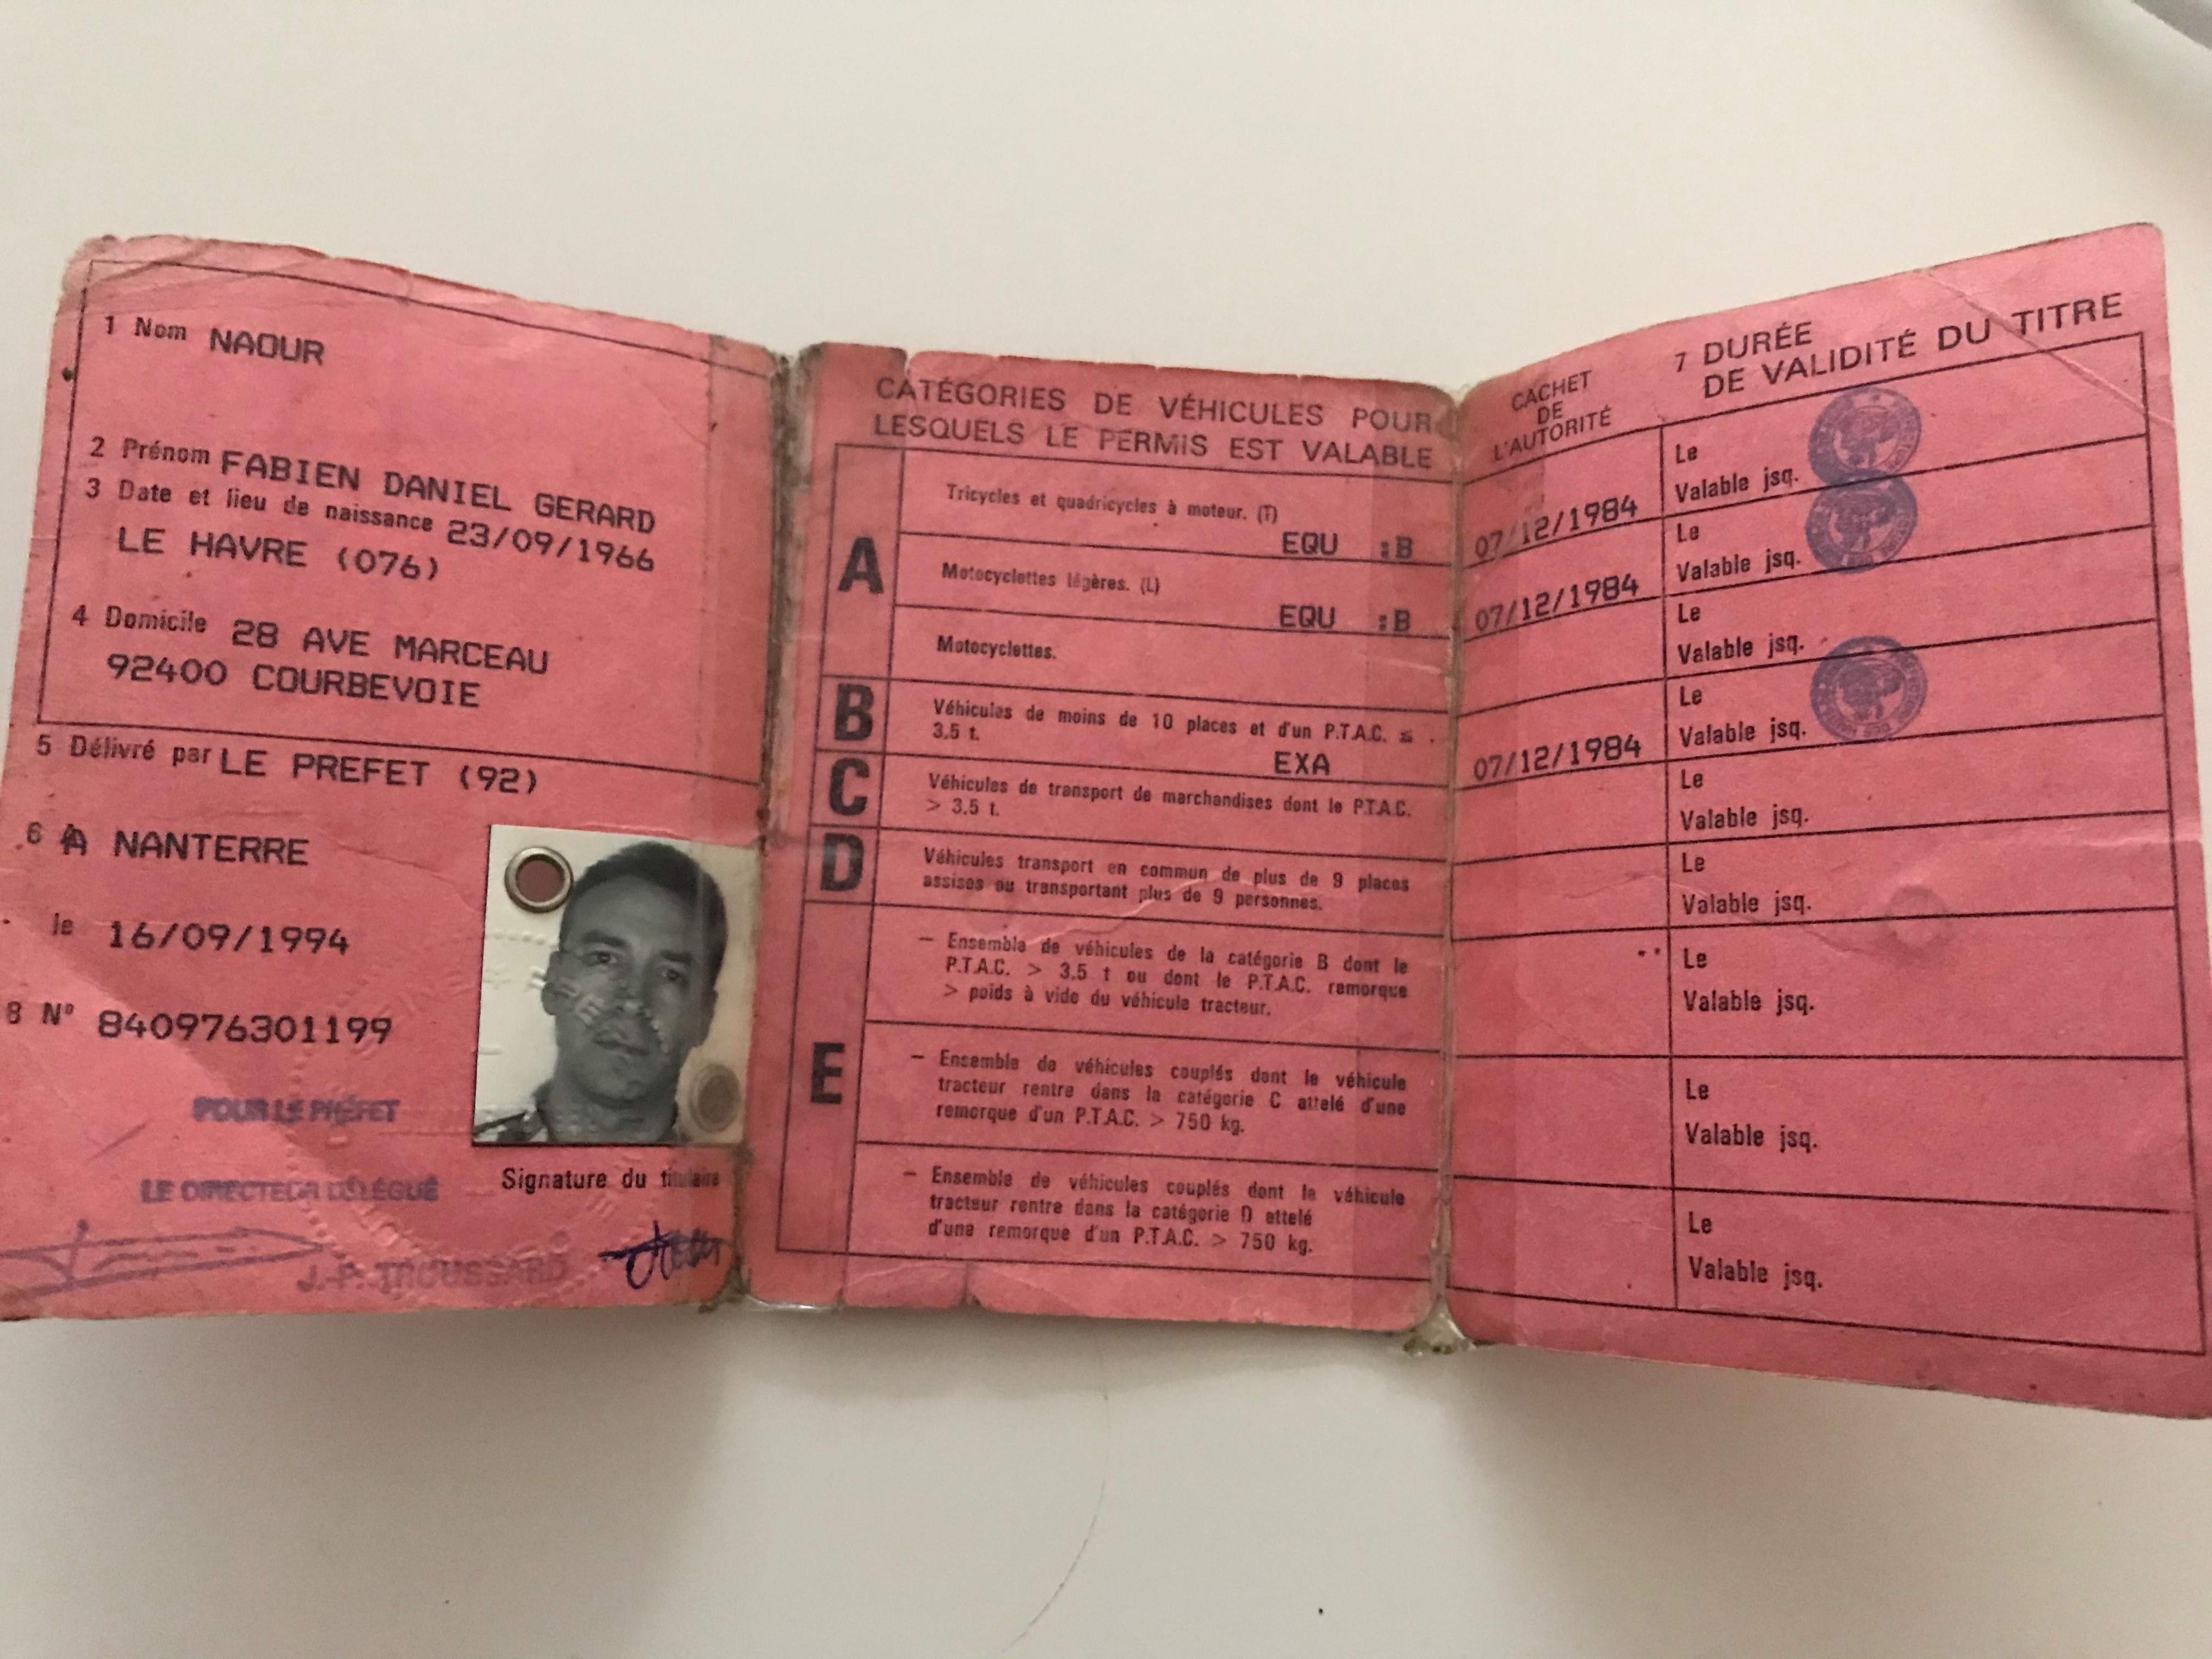 1 Nom NAOUR
2 Prénom FABIEN DANIEL GERARD
3 Date et lieu de naissance 23/09/1966
LE HAVRE (076)
4 Domicile 28 AVE MARCEAU
92400 COURBEVOIE
5 Délivré par LE PREFET (92)
6 A NANTERRE
le 16/09/1994
8 N° 840976301199
POUR LE PRÉFET
LE DIRECTEUR DÉLÉGUÉ
J.-P. TROUSSARD
Signature du titulaire
CATÉGORIES DE VÉHICULES POUR
LESQUELS LE PERMIS EST VALABLE
A
Tricycles et quadricycles à moteur. (T)
EQU :B
Motocyclettes légères. (L)
EQU :B
Motocyclettes.
B
Véhicules de moins de 10 places et d'un P.T.A.C. ≤
3.5 t.
EXA
C
Véhicules de transport de marchandises dont le P.T.A.C.
> 3.5 t.
D
Véhicules transport en commun de plus de 9 places
assises ou transportant plus de 9 personnes.
E
– Ensemble de véhicules de la catégorie B dont le
P.T.A.C. > 3.5 t ou dont le P.T.A.C. remorque
> poids à vide du véhicule tracteur.
– Ensemble de véhicules couplés dont le véhicule
tracteur rentre dans la catégorie C attelé d'une
remorque d'un P.T.A.C. > 750 kg.
– Ensemble de véhicules couplés dont le véhicule
tracteur rentre dans la catégorie D attelé
d'une remorque d'un P.T.A.C. > 750 kg.
CACHET
DE
L'AUTORITÉ
7 DURÉE
DE VALIDITÉ DU TITRE
07/12/1984
Le
Valable jsq.
07/12/1984
Le
Valable jsq.
Le
Valable jsq.
07/12/1984
Le
Valable jsq.
Le
Valable jsq.
Le
Valable jsq.
Le
Valable jsq.
Le
Valable jsq.
Le
Valable jsq.